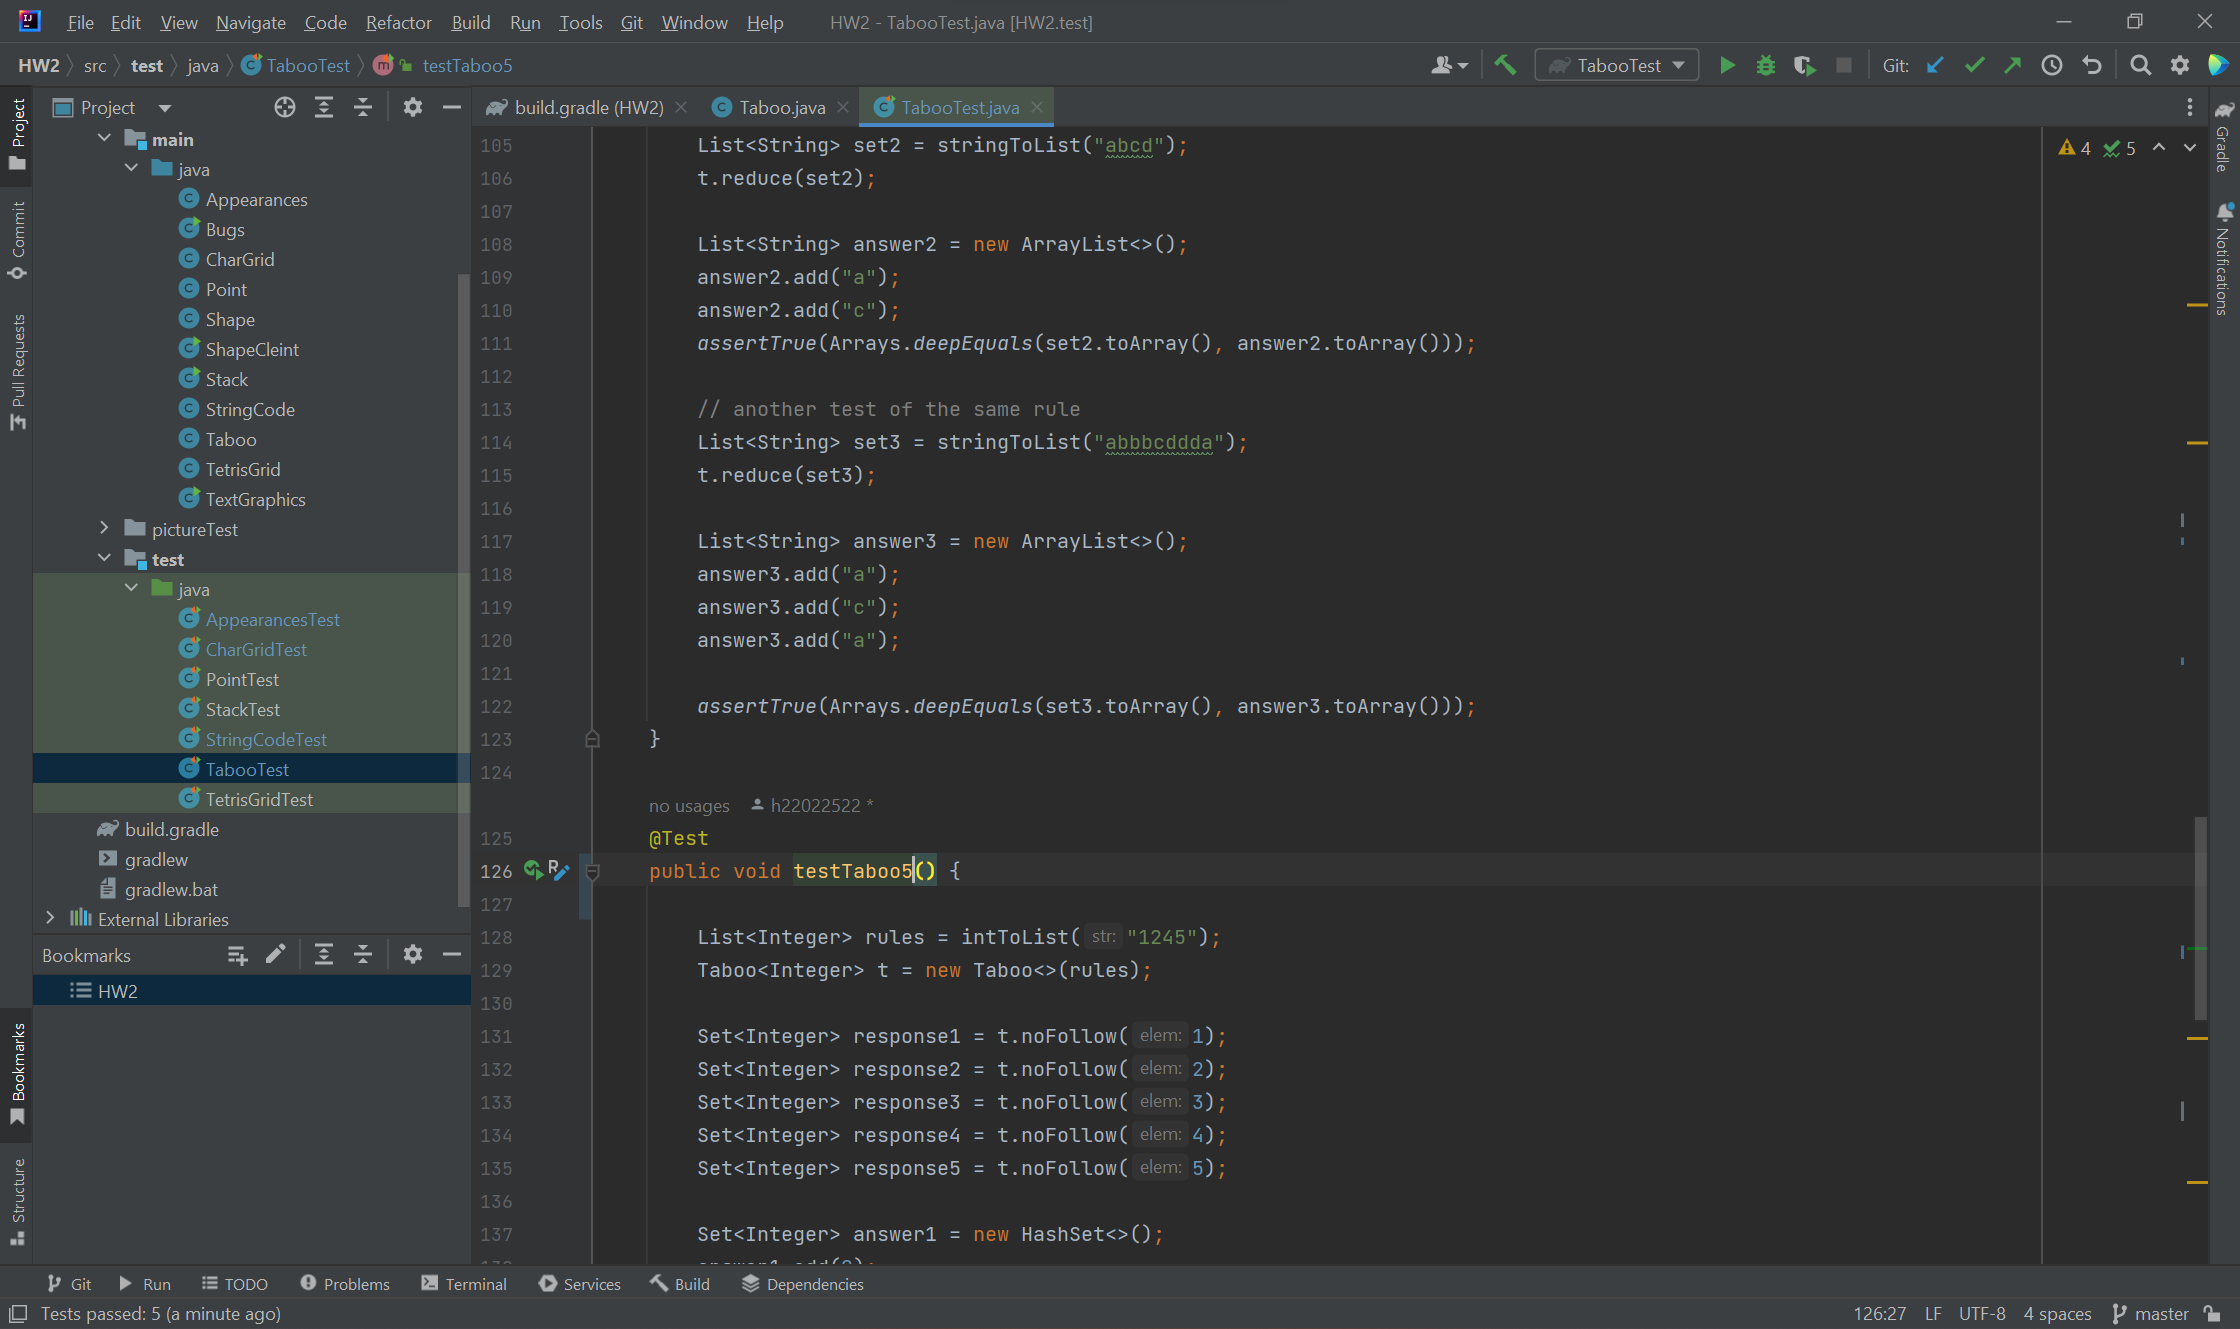 File Edit View Navigate Code Refactor Build Run Tools Git Window Help HW2 - TabooTest.java [HW2.test]
HW2 src test java TabooTest testTaboo5 TabooTest Git:
Project
build.gradle (HW2) Taboo.java TabooTest.java
Project
Commit
Pull Requests
Bookmarks
Structure
main
java
Appearances
Bugs
CharGrid
Point
Shape
ShapeCleint
Stack
StringCode
Taboo
TetrisGrid
TextGraphics
pictureTest
test
java
AppearancesTest
CharGridTest
PointTest
StackTest
StringCodeTest
TabooTest
TetrisGridTest
build.gradle
gradlew
gradlew.bat
External Libraries
Bookmarks
HW2
4 5
105 List<String> set2 = stringToList("abcd");
106 t.reduce(set2);
107
108 List<String> answer2 = new ArrayList<>();
109 answer2.add("a");
110 answer2.add("c");
111 assertTrue(Arrays.deepEquals(set2.toArray(), answer2.toArray()));
112
113 // another test of the same rule
114 List<String> set3 = stringToList("abbbcddda");
115 t.reduce(set3);
116
117 List<String> answer3 = new ArrayList<>();
118 answer3.add("a");
119 answer3.add("c");
120 answer3.add("a");
121
122 assertTrue(Arrays.deepEquals(set3.toArray(), answer3.toArray()));
123 }
124
no usages h22022522 *
125 @Test
126 public void testTaboo5() {
127
128 List<Integer> rules = intToList( str: "1245");
129 Taboo<Integer> t = new Taboo<>(rules);
130
131 Set<Integer> response1 = t.noFollow( elem: 1);
132 Set<Integer> response2 = t.noFollow( elem: 2);
133 Set<Integer> response3 = t.noFollow( elem: 3);
134 Set<Integer> response4 = t.noFollow( elem: 4);
135 Set<Integer> response5 = t.noFollow( elem: 5);
136
137 Set<Integer> answer1 = new HashSet<>();
Gradle
Notifications
Git Run TODO Problems Terminal Services Build Dependencies
Tests passed: 5 (a minute ago) 126:27 LF UTF-8 4 spaces master